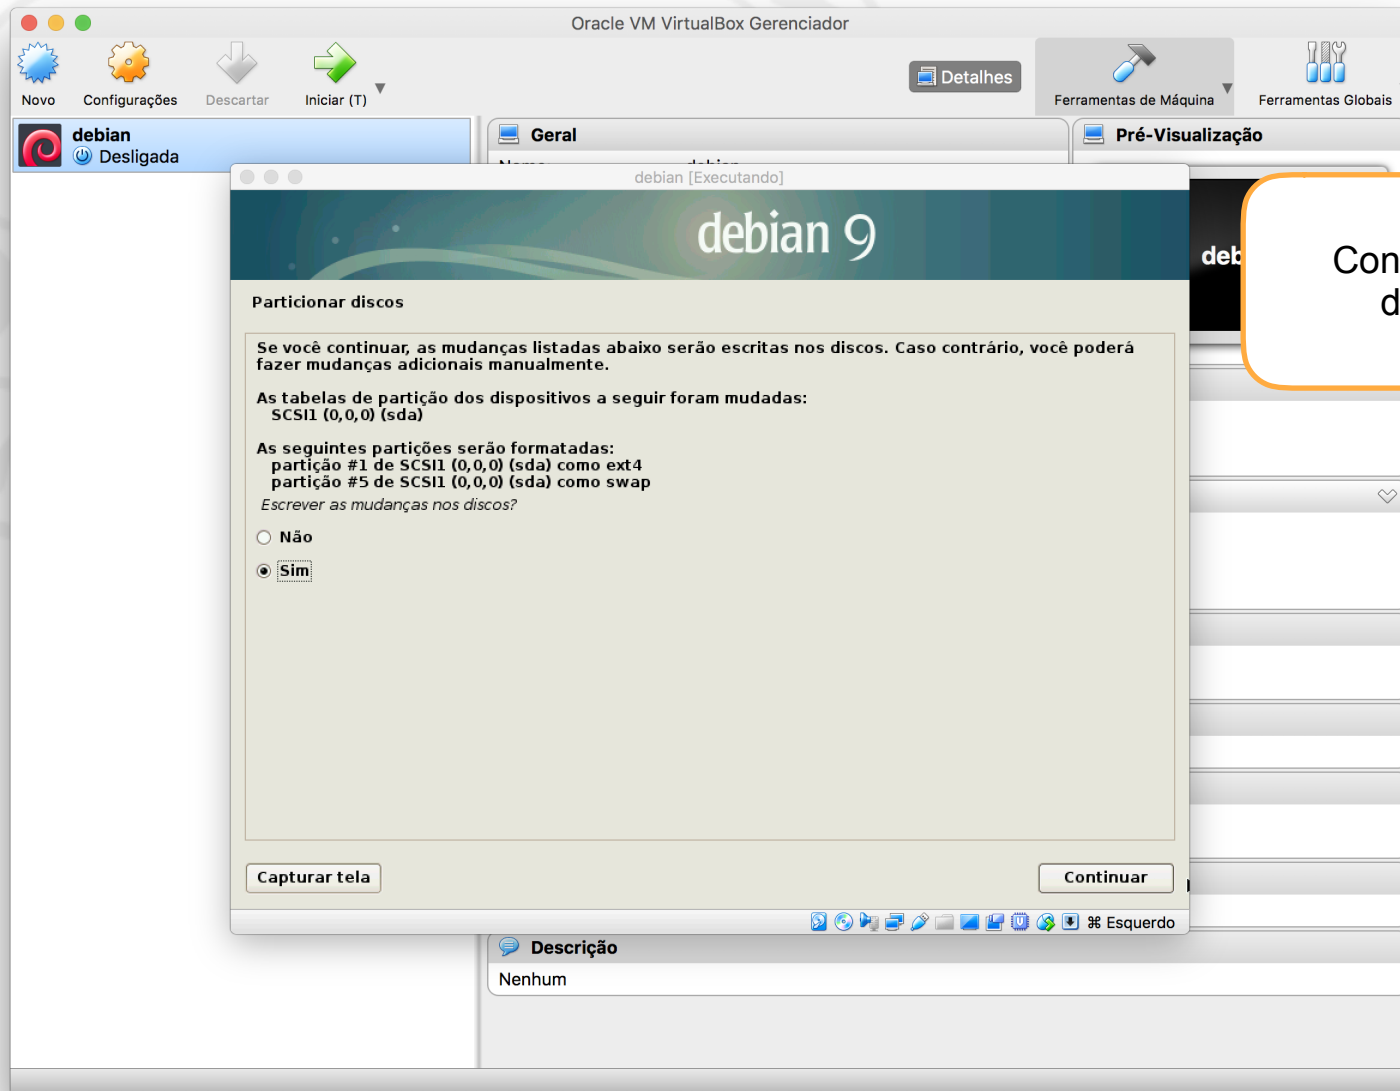 Oracle VM VirtualBox Gerenciador
Novo
Configurações
Descartar
Iniciar (T)
Detalhes
Ferramentas de Máquina
Ferramentas Globais
debian
Desligada
Geral
Pré-Visualização
debian [Executando]
debian 9
Particionar discos
Se você continuar, as mudanças listadas abaixo serão escritas nos discos. Caso contrário, você poderá
fazer mudanças adicionais manualmente.
As tabelas de partição dos dispositivos a seguir foram mudadas:
SCSI1 (0,0,0) (sda)
As seguintes partições serão formatadas:
partição #1 de SCSI1 (0,0,0) (sda) como ext4
partição #5 de SCSI1 (0,0,0) (sda) como swap
Escrever as mudanças nos discos?
Não
Sim
Capturar tela
Continuar
⌘ Esquerdo
deb
Con
d
Descrição
Nenhum